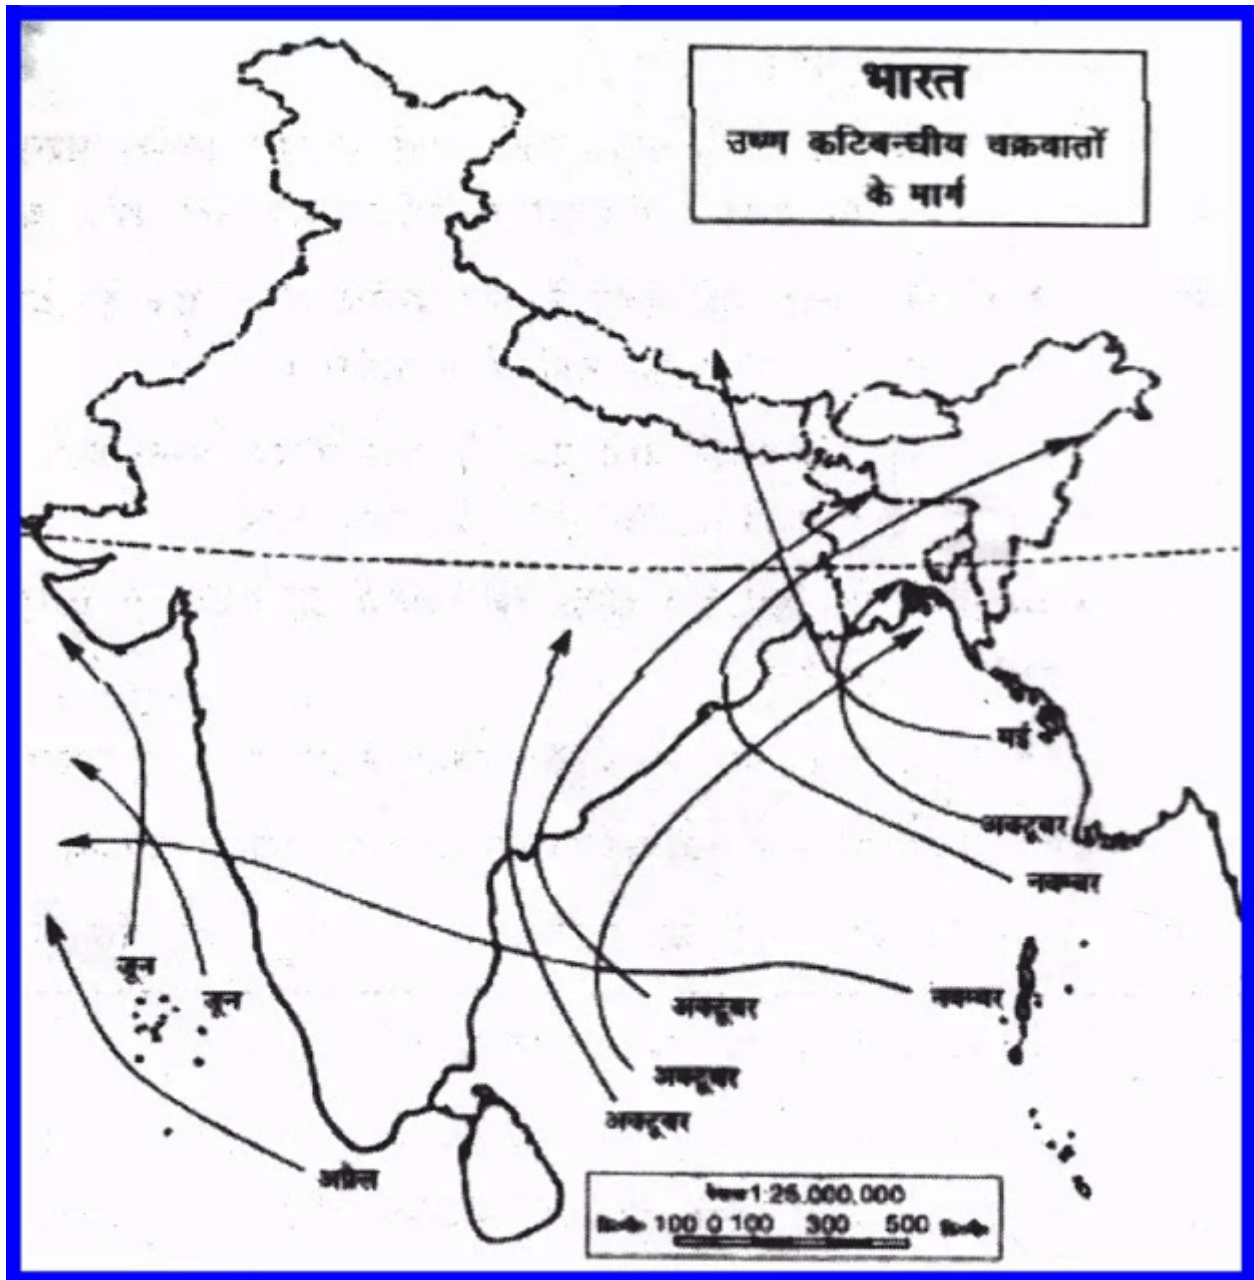 भारत
उष्ण कटिबन्धीय चक्रवातों
के मार्ग
मई
अक्टूबर
नवम्बर
जून
जून
अक्टूबर
नवम्बर
अक्टूबर
अक्टूबर
अप्रैल
1:25,000,000
100 0 100 300 500